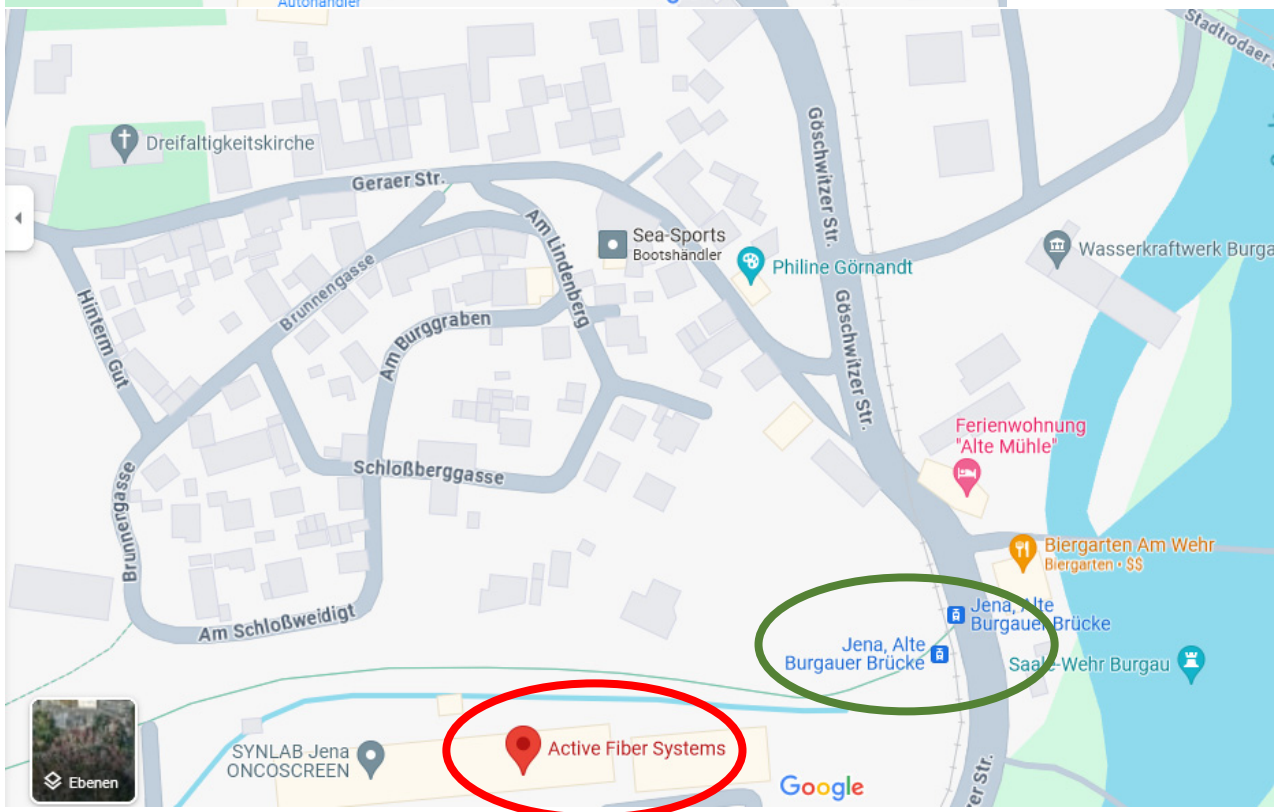 Autohändler
Stadtrodaer
Dreifaltigkeitskirche
Geraer Str.
Göschwitzer Str.
Am Lindenberg
Sea-Sports
Bootshändler
Philine Görnandt
Wasserkraftwerk Burga
Brunnengasse
Hinterm Gut
Am Burggraben
Göschwitzer Str.
Ferienwohnung
"Alte Mühle"
Schloßberggasse
Brunnengasse
Biergarten Am Wehr
Biergarten • $$
Am Schloßweidigt
Jena, Alte
Burgauer Brücke
Jena, Alte
Burgauer Brücke
Saale-Wehr Burgau
SYNLAB Jena
ONCOSCREEN
Active Fiber Systems
Ebenen
Google
er Str.